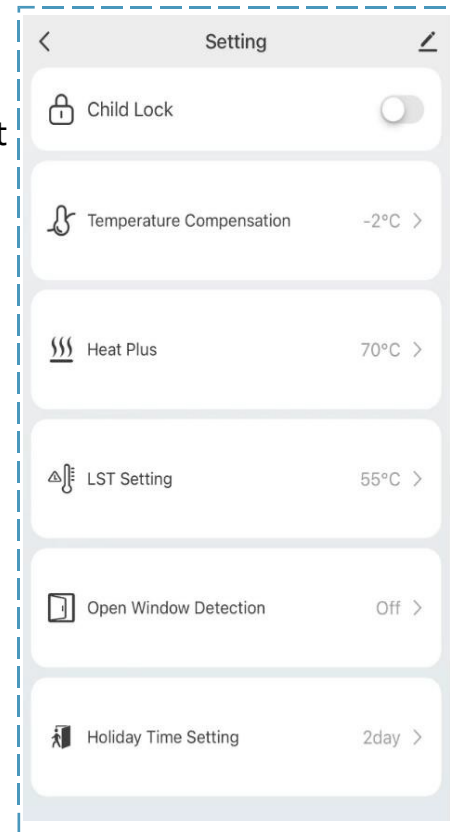 Setting
t
Child Lock
Temperature Compensation -2°C
Heat Plus 70°C
LST Setting 55°C
Open Window Detection Off
Holiday Time Setting 2day